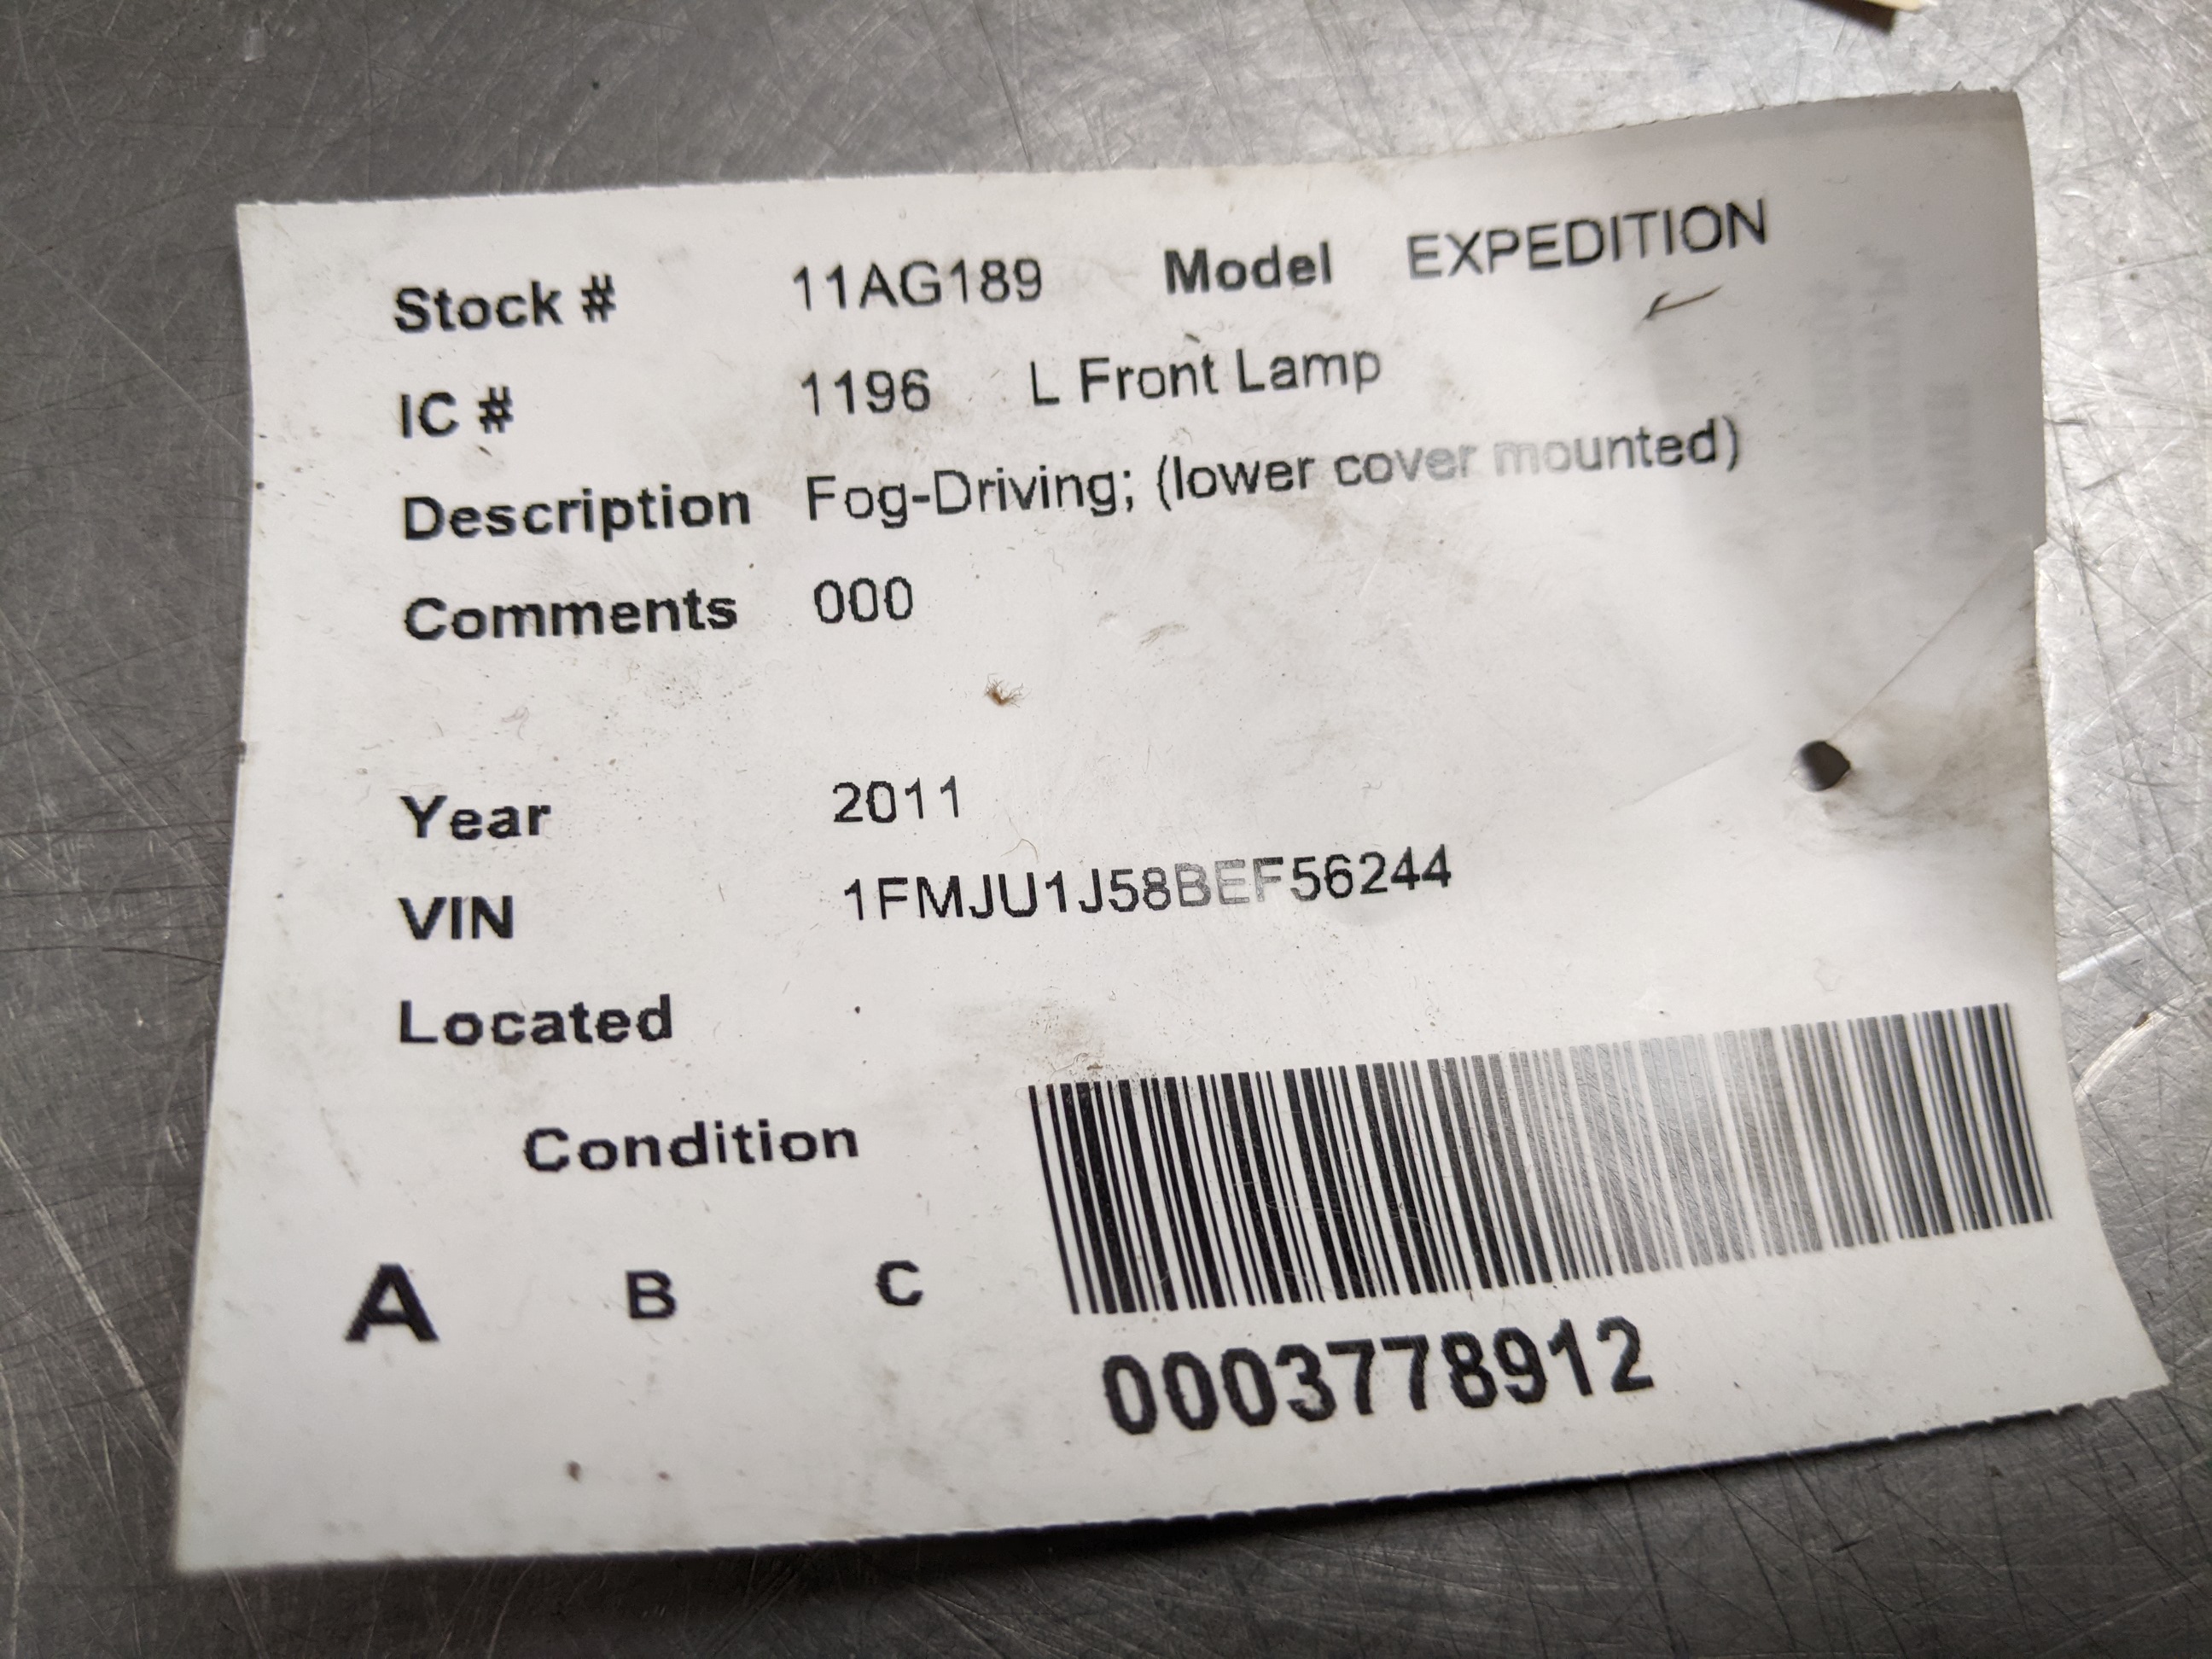 Stock # 11AG189 Model EXPEDITION
IC # 1196 L Front Lamp
Description Fog-Driving; (lower cover mounted)
Comments 000
Year 2011
VIN 1FMJU1J58BEF56244
Located
Condition
A B C
0003778912